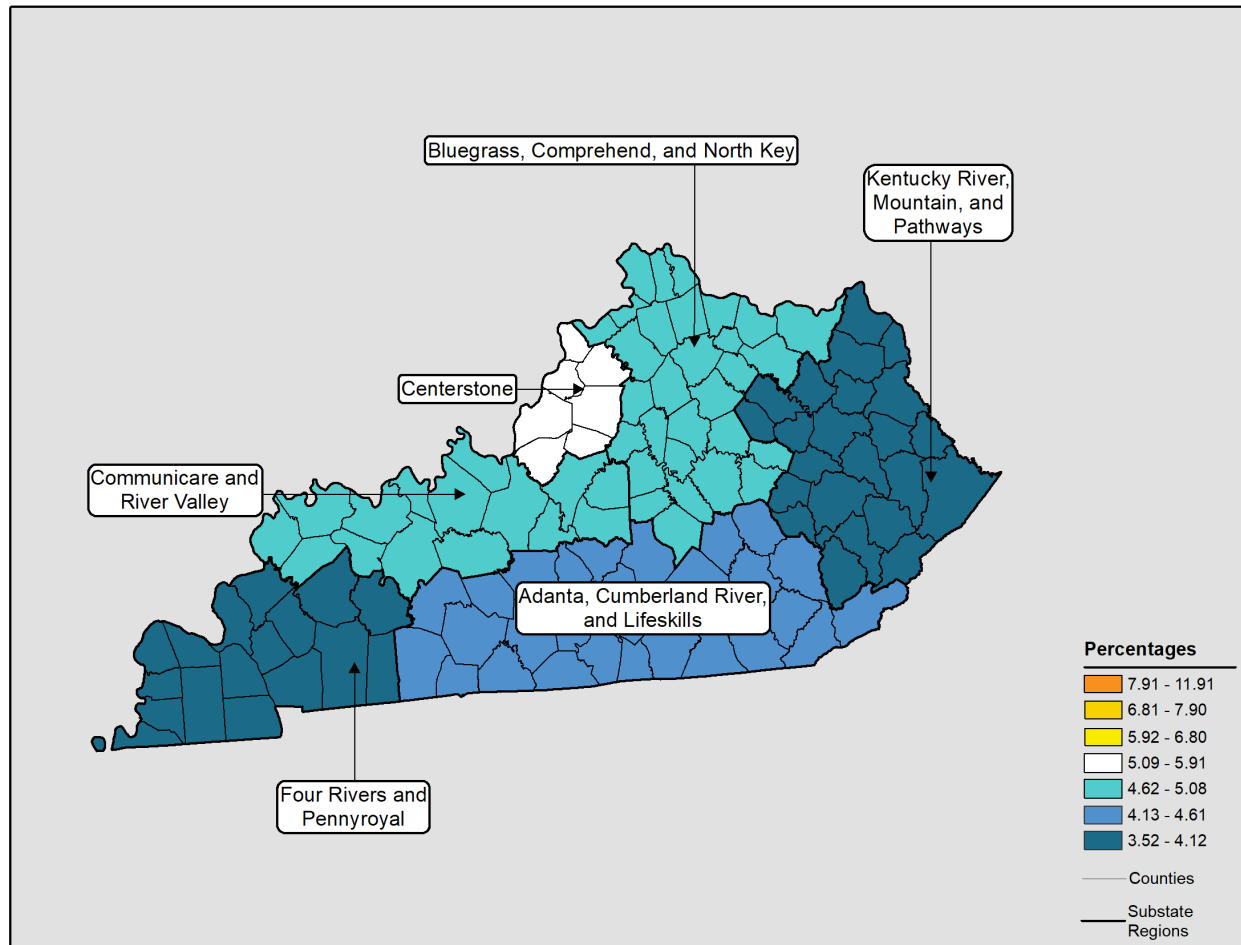 Bluegrass, Comprehend, and North Key
Kentucky River,
Mountain, and
Pathways
Centerstone
Communicare and
River Valley
Adanta, Cumberland River,
and Lifeskills
Four Rivers and
Pennyroyal
Percentages
7.91 - 11.91
6.81 - 7.90
5.92 - 6.80
5.09 - 5.91
4.62 - 5.08
4.13 - 4.61
3.52 - 4.12
Counties
Substate
Regions